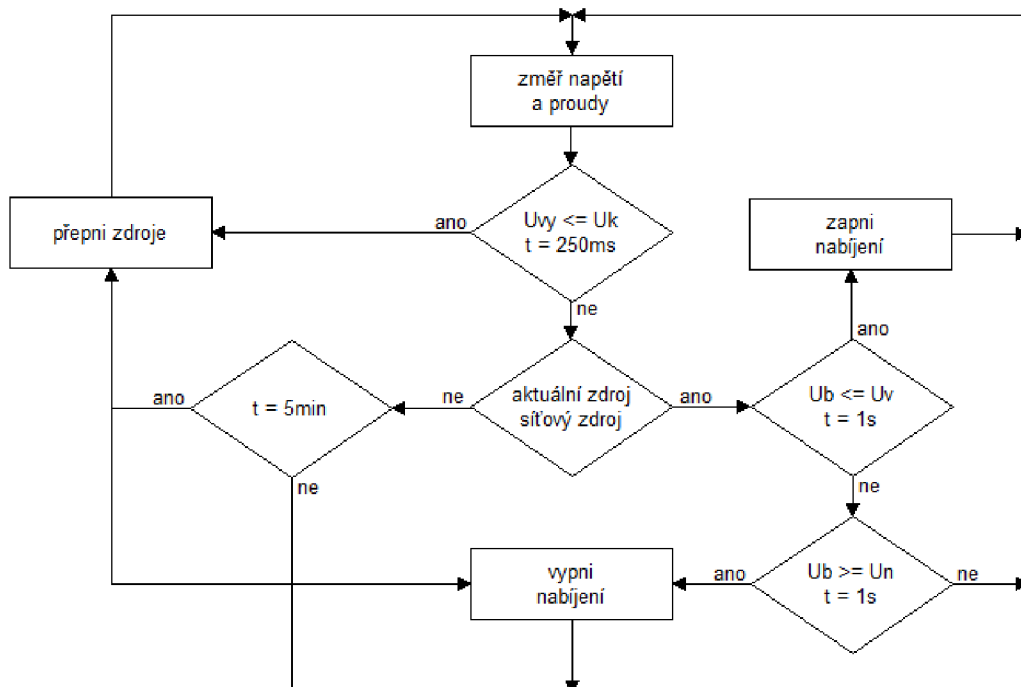 změř napětí
a proudy
přepni zdroje
ano
Uvy <= Uk
t = 250ms
zapni
nabíjení
ne
ano
ano
t = 5min
ne
aktuální zdroj
síťový zdroj
ano
Ub <= Uv
t = 1s
ne
ne
vypni
nabíjení
ano
Ub >= Un
t = 1s
ne